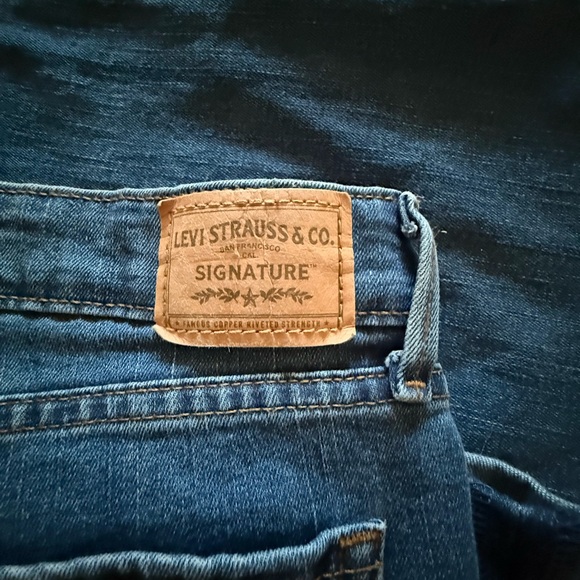 LEVI STRAUSS & CO.
SAN FRANCISCO
CAL
SIGNATURE™
A FAMOUS COPPER RIVETED STRENGTH